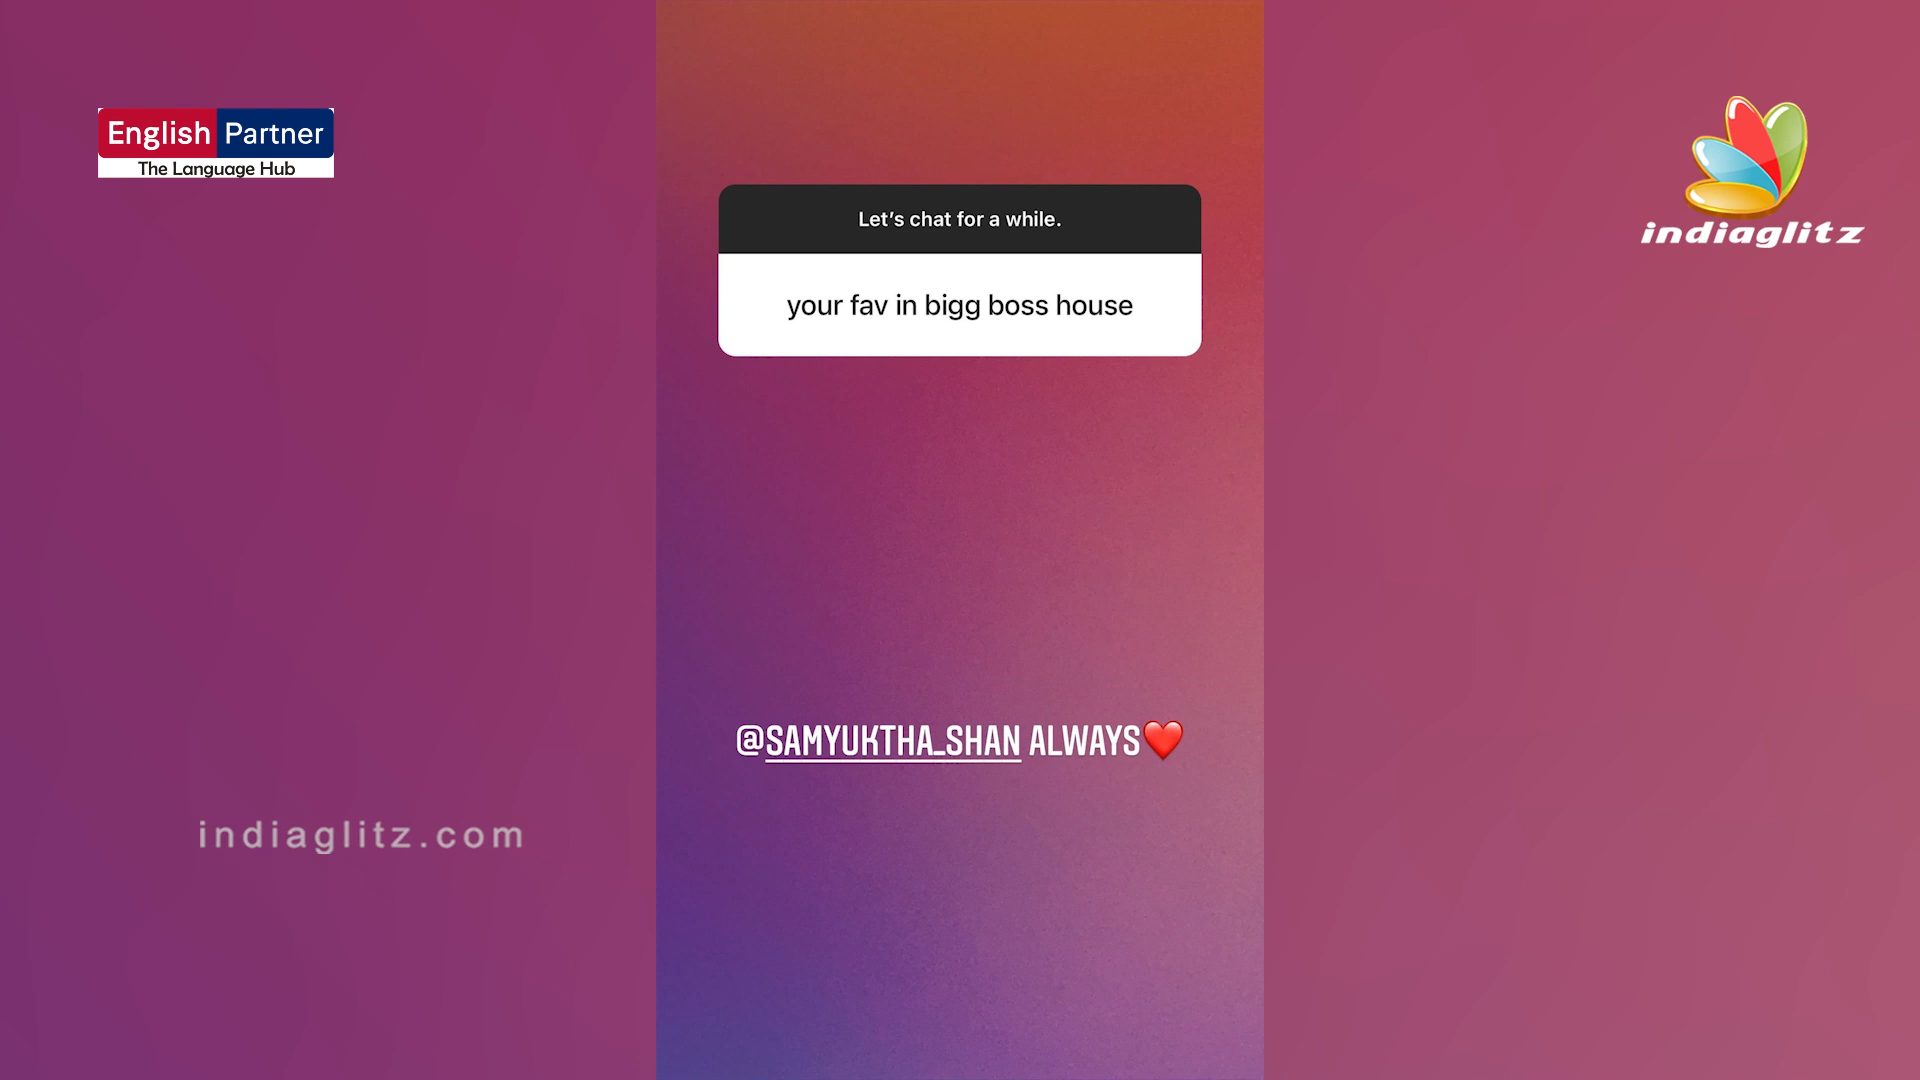 English Partner
The Language Hub
indiaglitz
Let's chat for a while.
your fav in bigg boss house
@SAMYUKTHA_SHAN ALWAYS❤️
indiaglitz.com